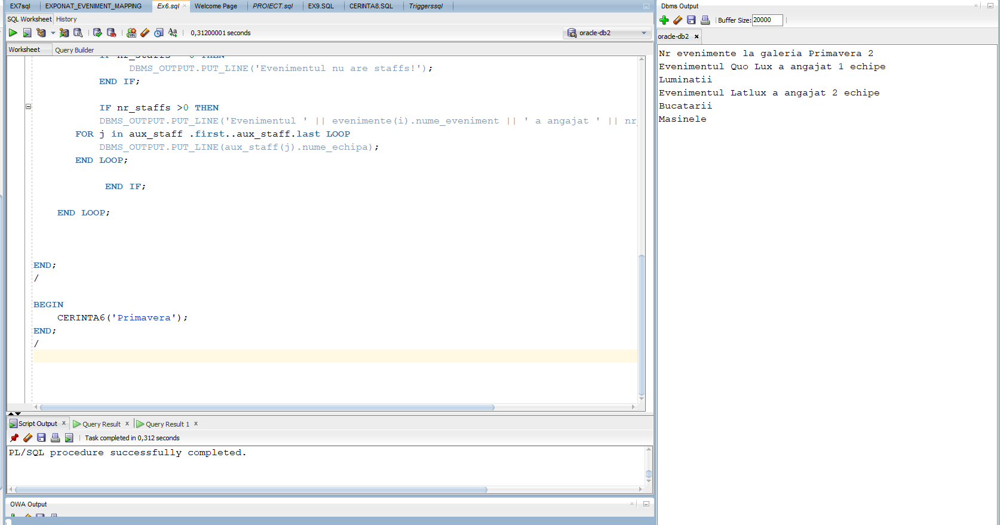 EX7sql EXPONAT_EVENIMENT_MAPPING Ex6.sql Welcome Page PROIECT.sql EX9.SQL CERINTA8.SQL Triggerssql
SQL Worksheet History
0,31200001 seconds oracle-db2
Worksheet Query Builder
IF nr_staffs = 0 THEN
DBMS_OUTPUT.PUT_LINE('Evenimentul nu are staffs!');
END IF;
IF nr_staffs >0 THEN
DBMS_OUTPUT.PUT_LINE('Evenimentul ' || evenimente(i).nume_eveniment || ' a angajat ' || nr_
FOR j in aux_staff .first..aux_staff.last LOOP
DBMS_OUTPUT.PUT_LINE(aux_staff(j).nume_echipa);
END LOOP;
END IF;
END LOOP;
END;
/
BEGIN
CERINTA6('Primavera');
END;
/
Script Output Query Result Query Result 1
Task completed in 0,312 seconds
PL/SQL procedure successfully completed.
OWA Output
Dbms Output
Buffer Size: 20000
oracle-db2
Nr evenimente la galeria Primavera 2
Evenimentul Quo Lux a angajat 1 echipe
Luminatii
Evenimentul Latlux a angajat 2 echipe
Bucatarii
Masinele